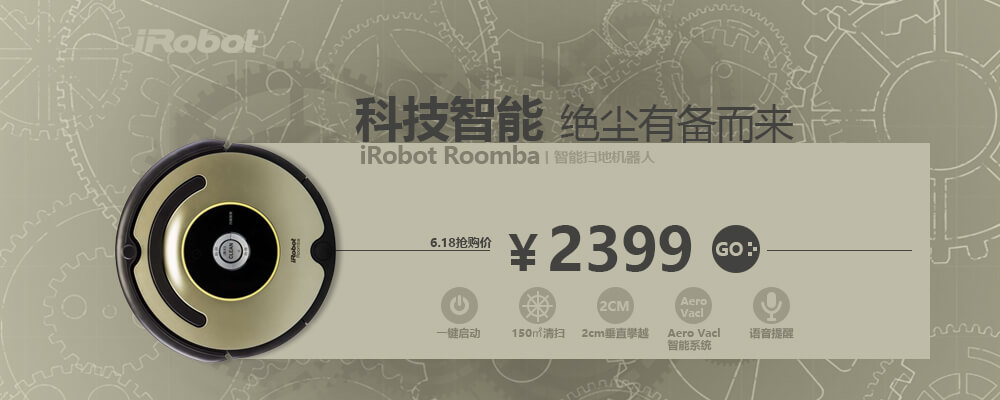 iRobot
科技智能 绝尘有备而来
iRobot Roomba | 智能扫地机器人
6.18抢购价 ¥2399 GO
CLEAN
iRobot
Roomba
2CM
Aero
Vacl
一键启动
150㎡清扫
2cm垂直攀越
Aero Vacl
智能系统
语音提醒